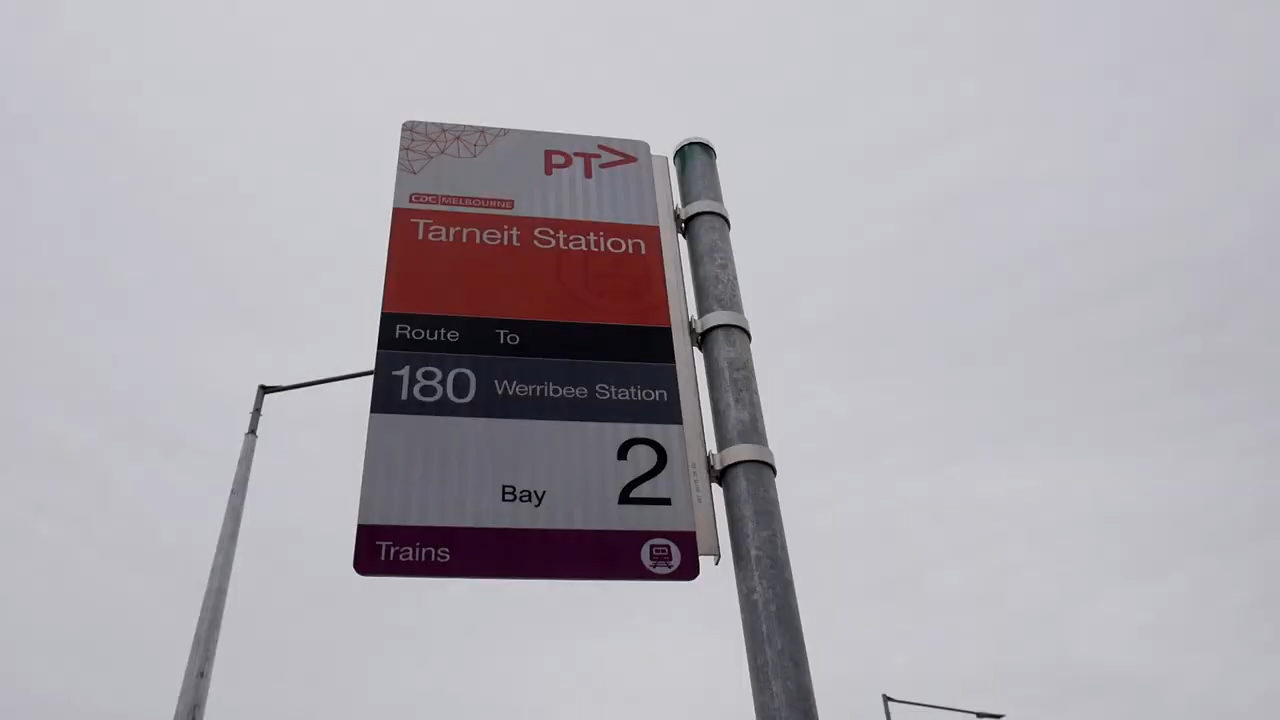 PT>
CDC MELBOURNE
Tarneit Station
Route To
180 Werribee Station
Bay 2
Trains